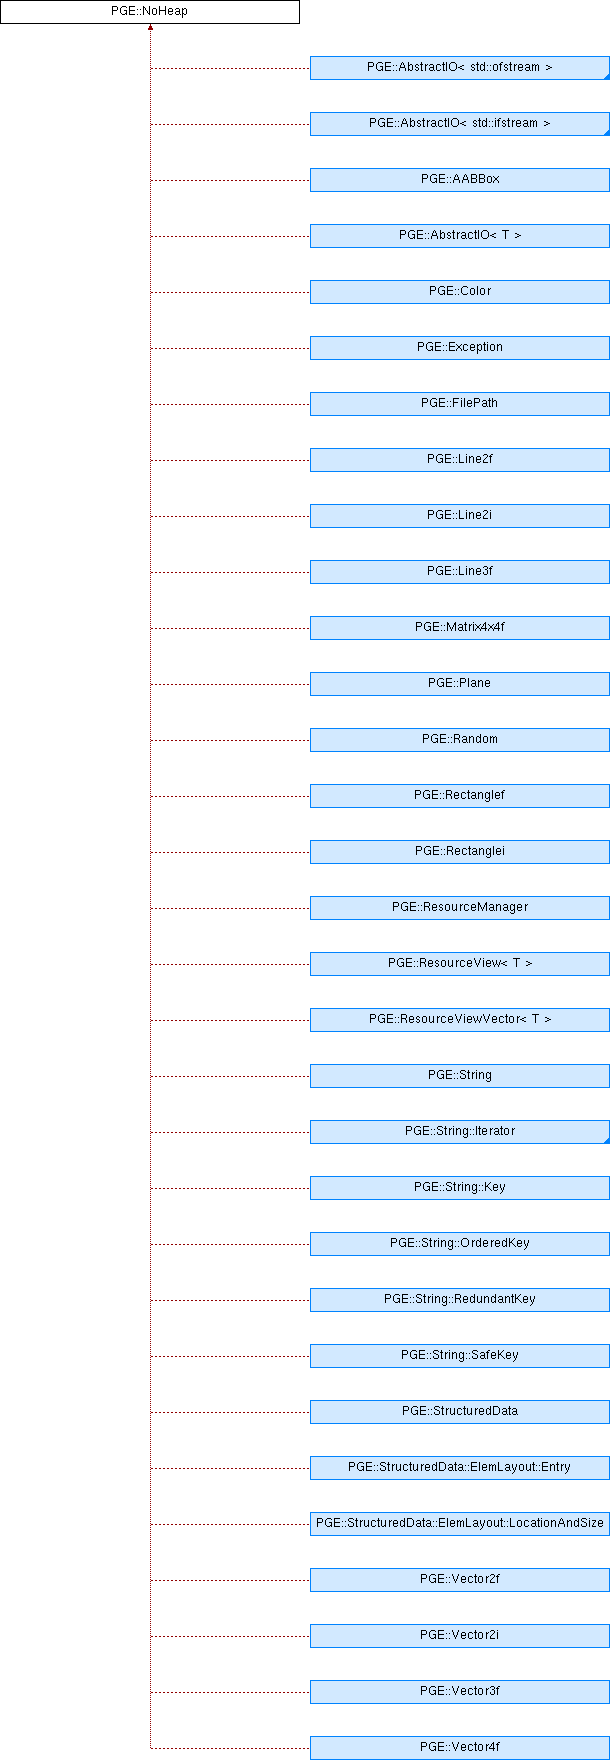 PGE::NoHeap
PGE::AbstractIO< std::ofstream >
PGE::AbstractIO< std::ifstream >
PGE::AABBox
PGE::AbstractIO< T >
PGE::Color
PGE::Exception
PGE::FilePath
PGE::Line2f
PGE::Line2i
PGE::Line3f
PGE::Matrix4x4f
PGE::Plane
PGE::Random
PGE::Rectanglef
PGE::Rectanglei
PGE::ResourceManager
PGE::ResourceView< T >
PGE::ResourceViewVector< T >
PGE::String
PGE::String::Iterator
PGE::String::Key
PGE::String::OrderedKey
PGE::String::RedundantKey
PGE::String::SafeKey
PGE::StructuredData
PGE::StructuredData::ElemLayout::Entry
PGE::StructuredData::ElemLayout::LocationAndSize
PGE::Vector2f
PGE::Vector2i
PGE::Vector3f
PGE::Vector4f